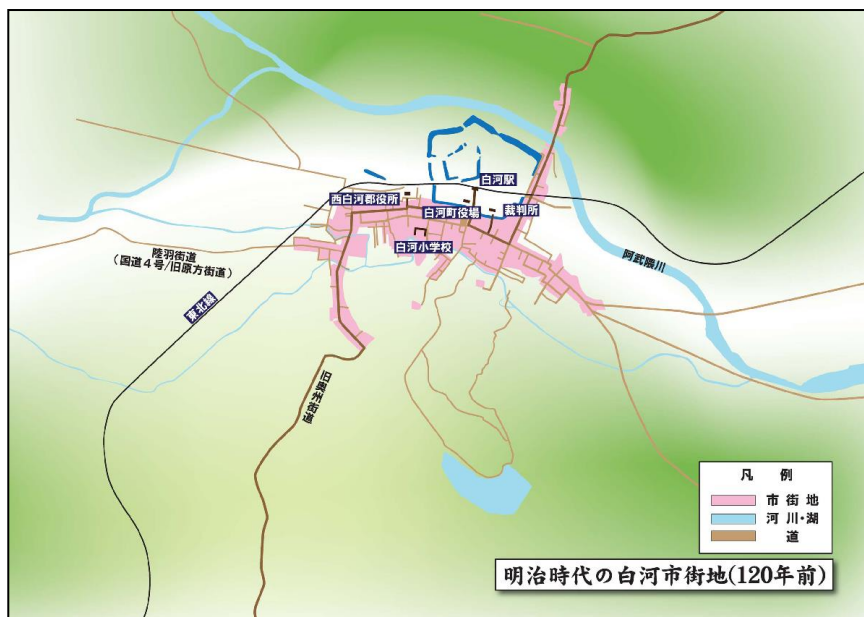 白河駅
西白河郡役所
白河町役場
裁判所
白河小学校
陸羽街道
(国道4号/旧原方街道)
阿武隈川
東北線
旧奥州街道
凡 例
市街地
河川・湖
道
明治時代の白河市街地(120年前)